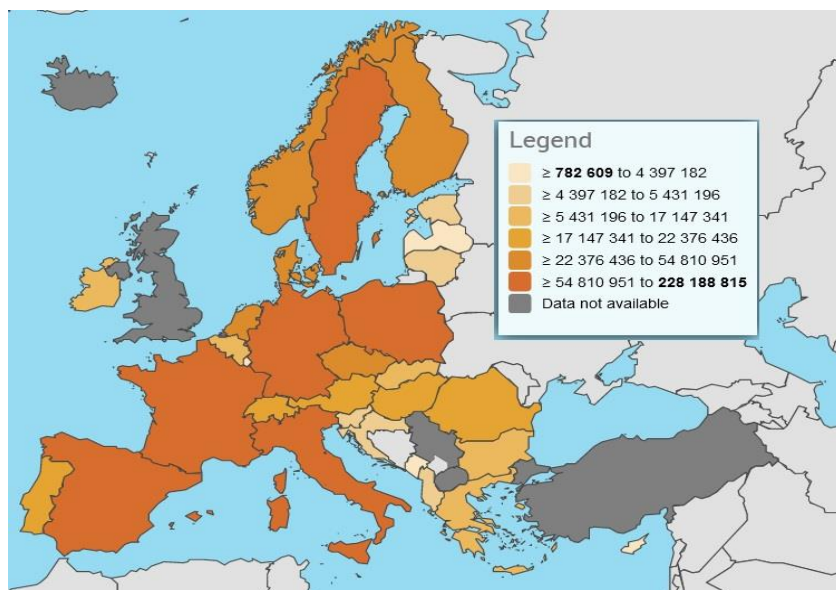 Legend
≥ 782 609 to 4 397 182
≥ 4 397 182 to 5 431 196
≥ 5 431 196 to 17 147 341
≥ 17 147 341 to 22 376 436
≥ 22 376 436 to 54 810 951
≥ 54 810 951 to 228 188 815
Data not available